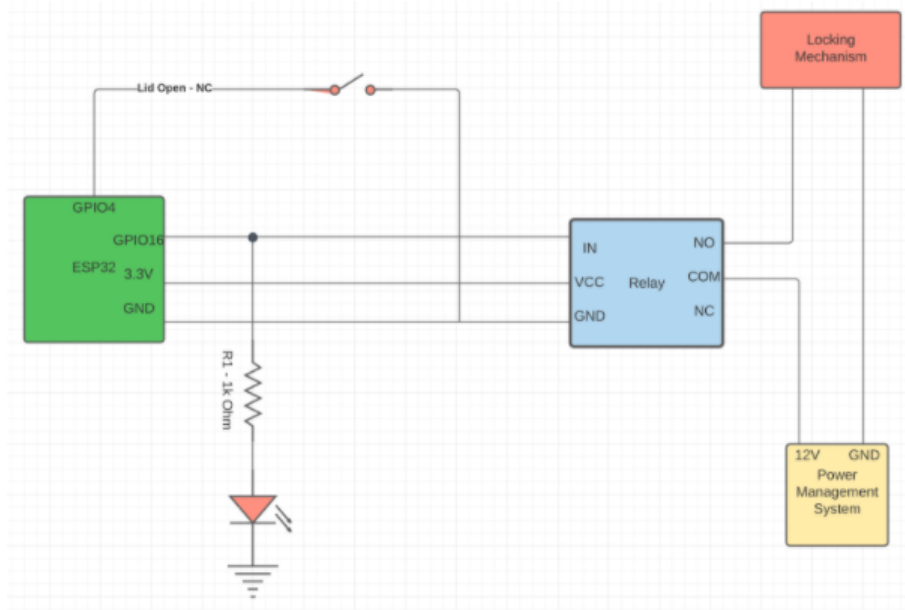 Locking
Mechanism
Lid Open - NC
GPIO4
GPIO16
ESP32
3.3V
GND
IN
VCC
GND
Relay
NO
COM
NC
R1 - 1k Ohm
12V
GND
Power
Management
System